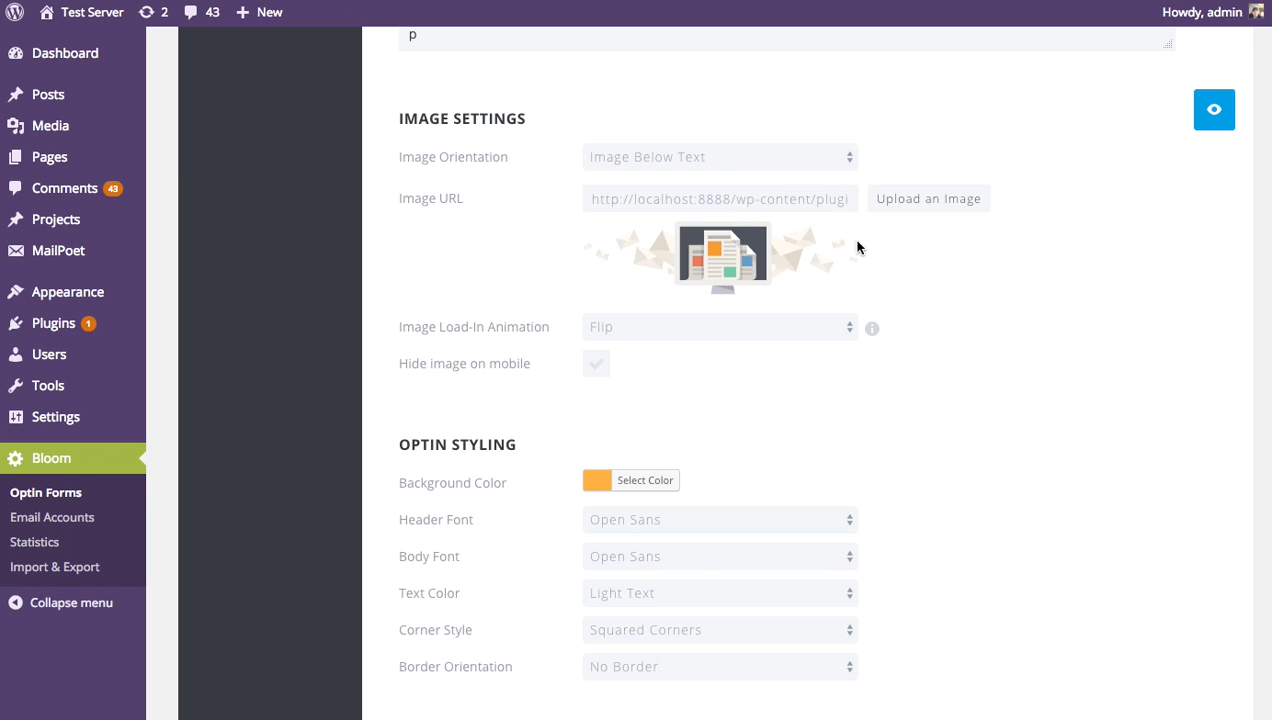 Test Server 2 43 New Howdy, admin
Dashboard
Posts
Media
Pages
Comments 43
Projects
MailPoet
Appearance
Plugins 1
Users
Tools
Settings
Bloom
Optin Forms
Email Accounts
Statistics
Import & Export
Collapse menu
p
IMAGE SETTINGS
Image Orientation Image Below Text
Image URL http://localhost:8888/wp-content/plugi Upload an Image
Image Load-In Animation Flip
Hide image on mobile
OPTIN STYLING
Background Color Select Color
Header Font Open Sans
Body Font Open Sans
Text Color Light Text
Corner Style Squared Corners
Border Orientation No Border